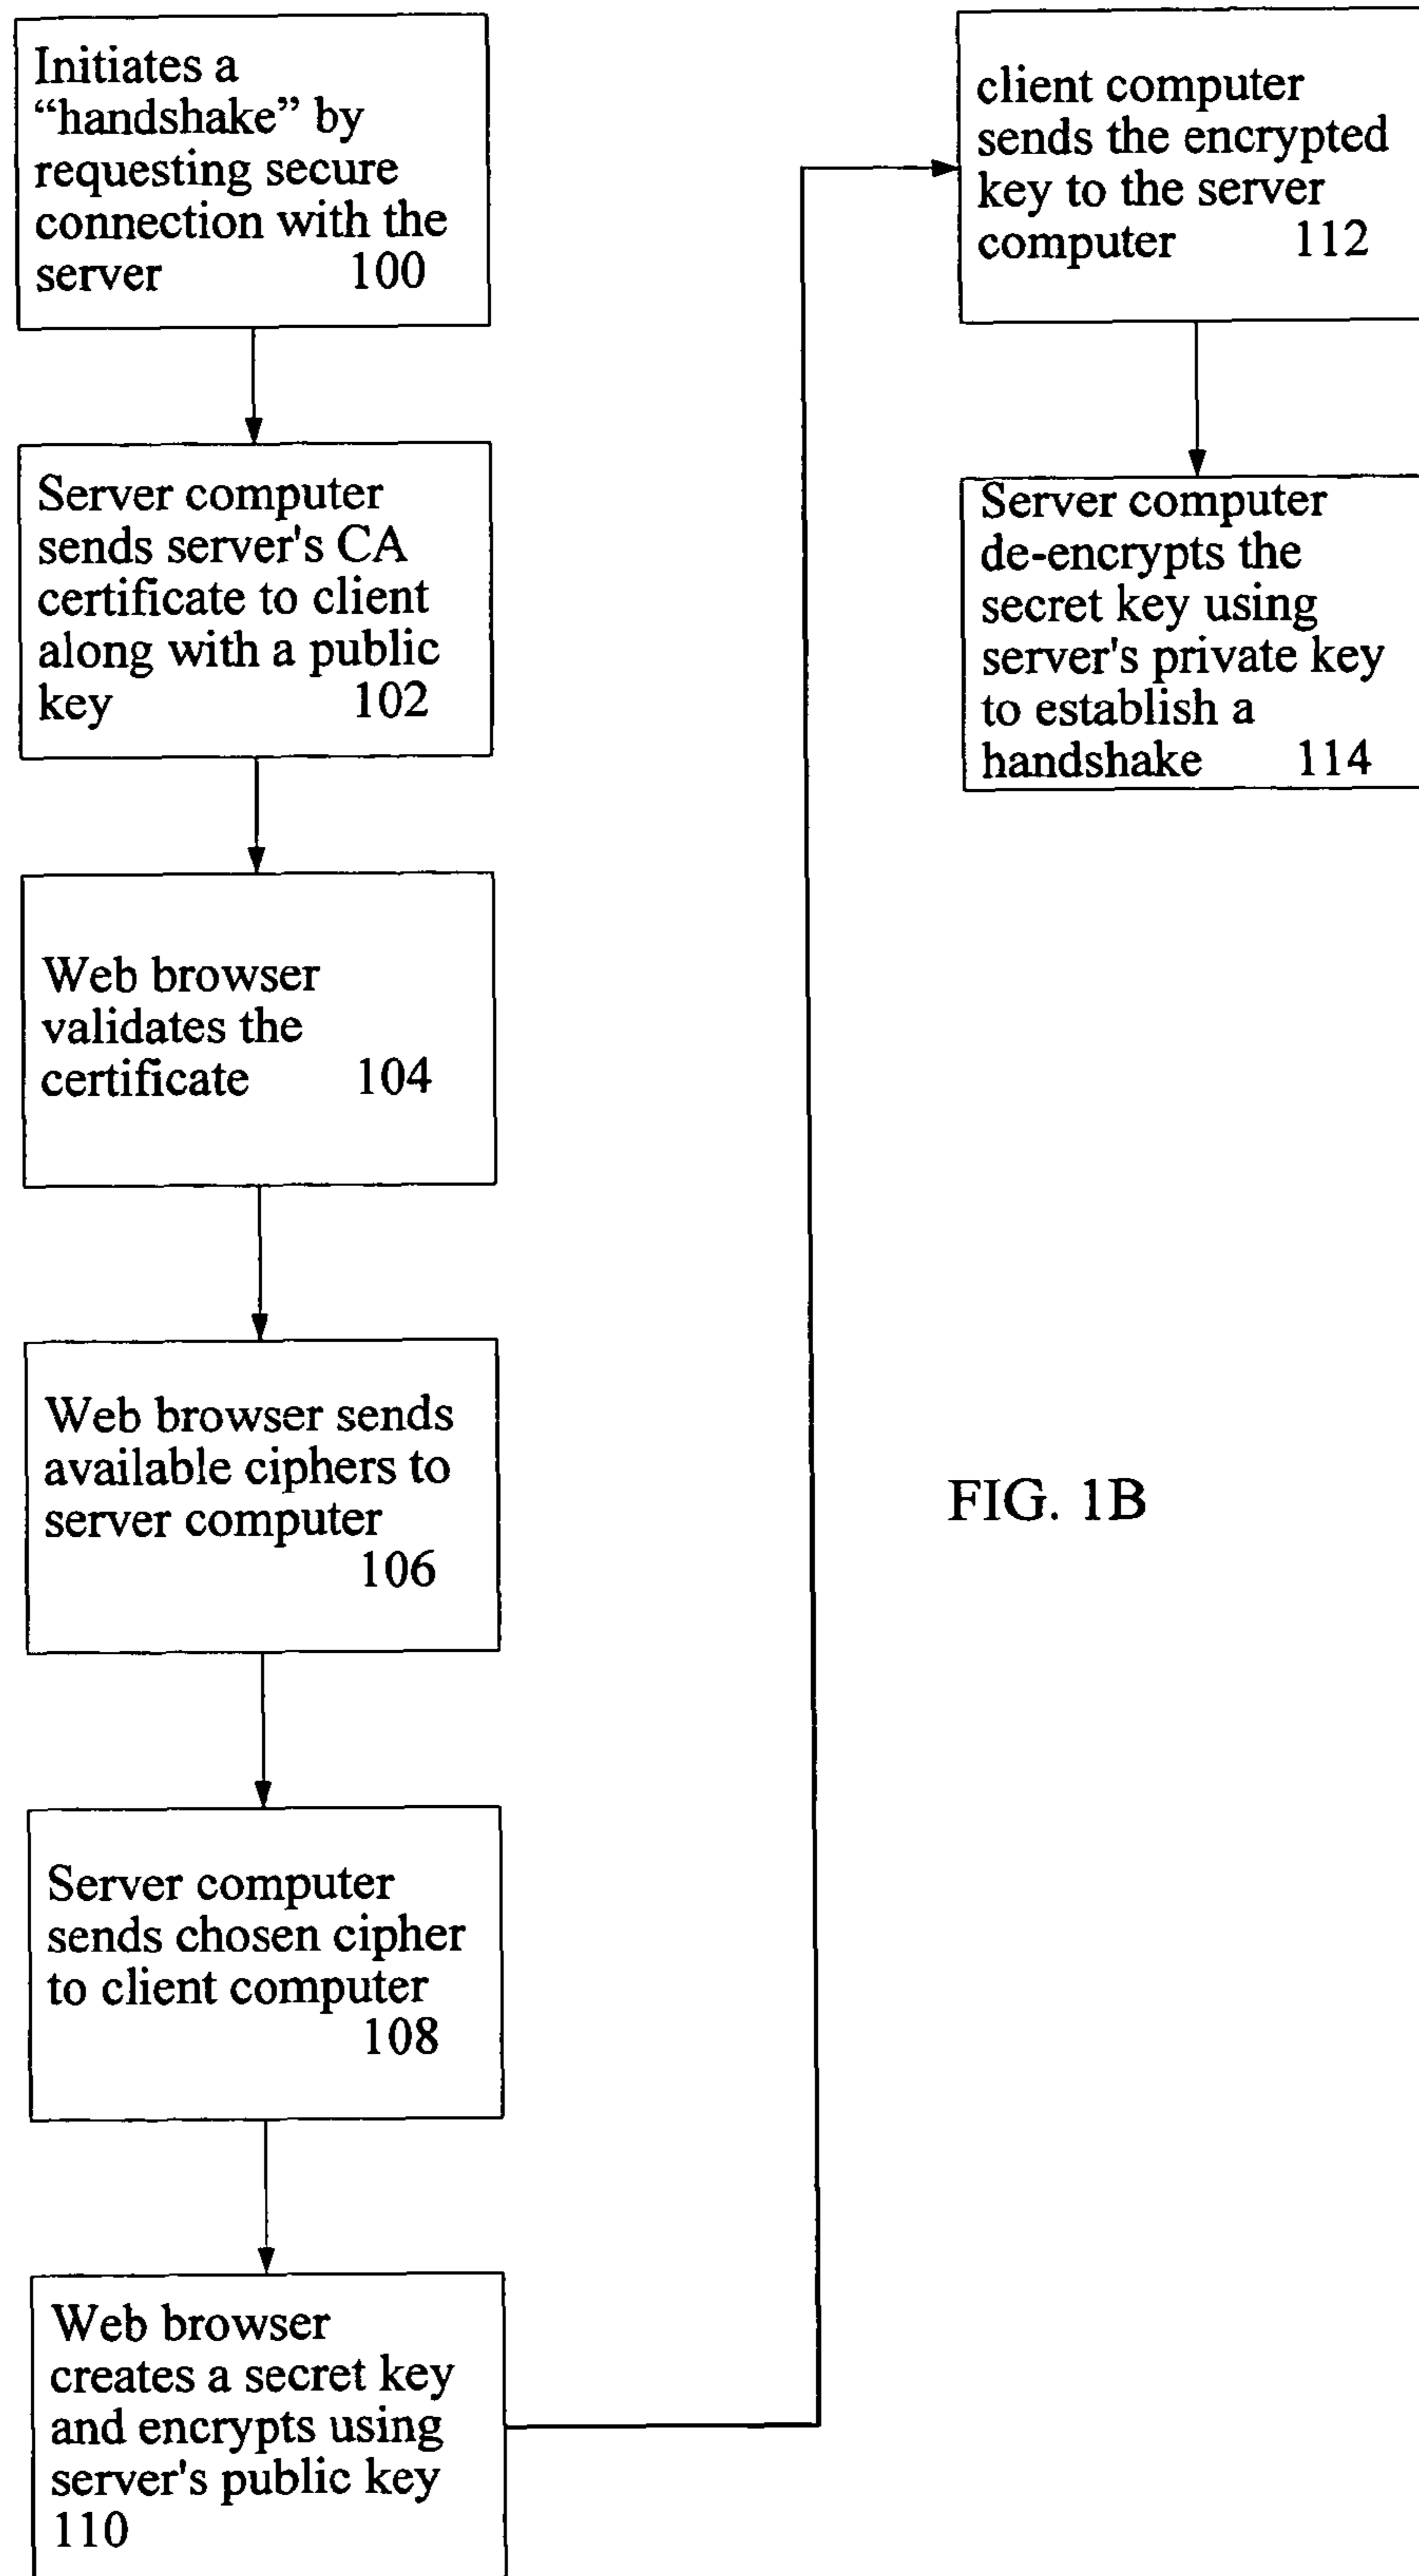 Initiates a
“handshake” by
requesting secure
connection with the
server 100
Server computer
sends server's CA
certificate to client
along with a public
key 102
Web browser
validates the
certificate 104
Web browser sends
available ciphers to
server computer
106
Server computer
sends chosen cipher
to client computer
108
Web browser
creates a secret key
and encrypts using
server's public key
110
client computer
sends the encrypted
key to the server
computer 112
Server computer
de-encrypts the
secret key using
server's private key
to establish a
handshake 114
FIG. 1B